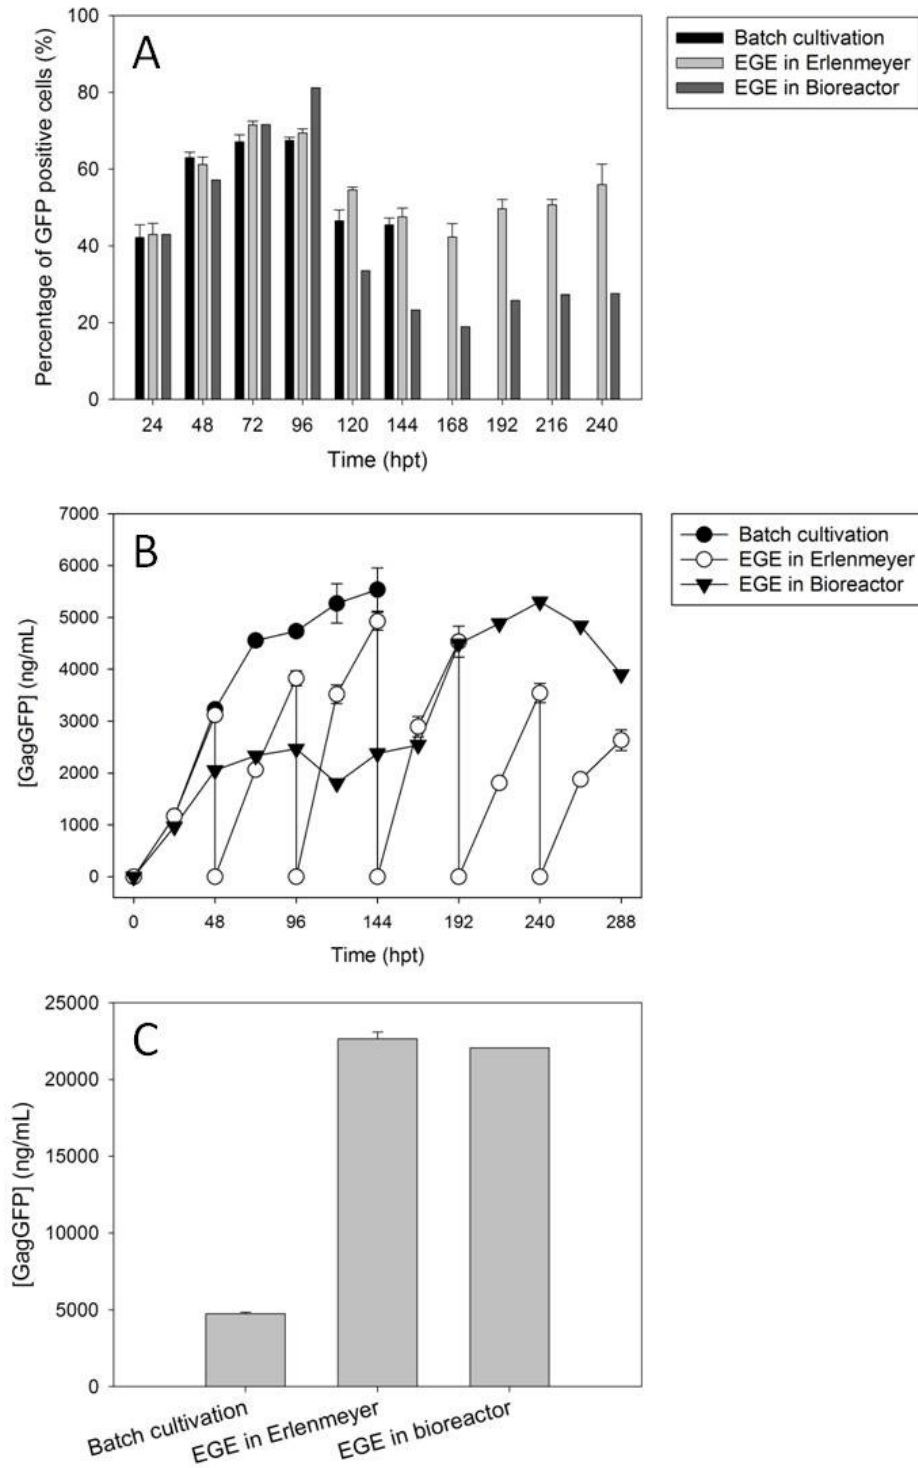 A
Percentage of GFP positive cells (%)
100
80
60
40
20
0
24 48 72 96 120 144 168 192 216 240
Time (hpt)
Batch cultivation
EGE in Erlenmeyer
EGE in Bioreactor
B
[GagGFP] (ng/mL)
7000
6000
5000
4000
3000
2000
1000
0
0 48 96 144 192 240 288
Time (hpt)
Batch cultivation
EGE in Erlenmeyer
EGE in Bioreactor
C
[GagGFP] (ng/mL)
25000
20000
15000
10000
5000
0
Batch cultivation
EGE in Erlenmeyer
EGE in bioreactor